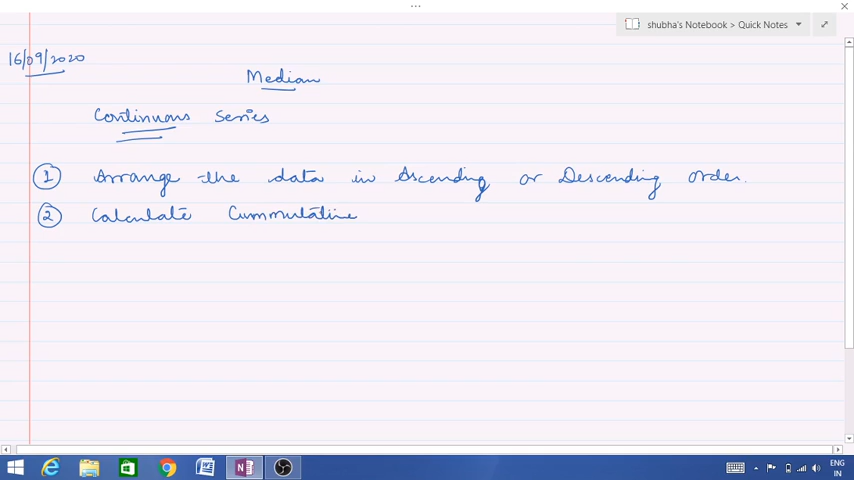 ...
shubha's Notebook > Quick Notes
16/09/2020
Median
Continuous Series
1 Arrange the data in Ascending or Descending order.
2 Calculate Cummutative
ENG
IN